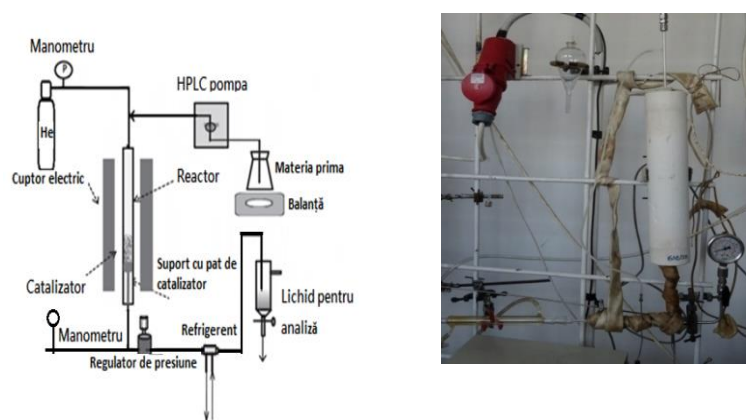 Manometru
P
HPLC pompa
He
Cuptor electric
Reactor
Materia prima
Balanță
Catalizator
Suport cu pat de
catalizator
Lichid pentru
analiză
Manometru
Refrigerent
Regulator de presiune